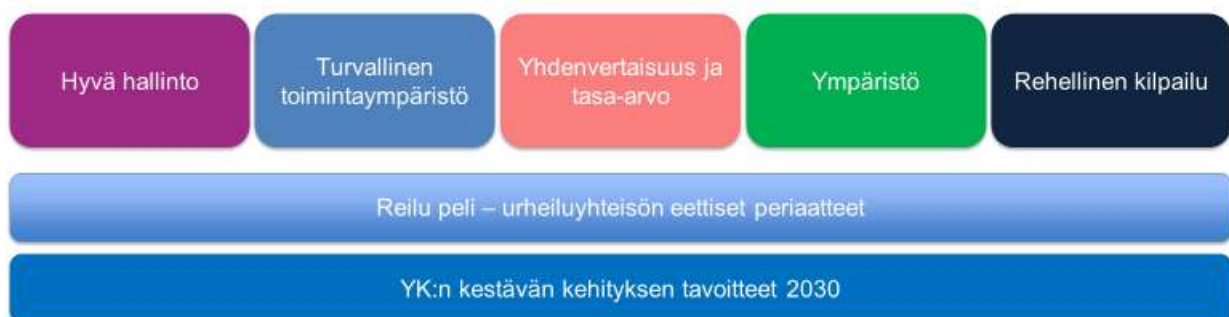 Hyvä hallinto
Turvallinen
toimintaympäristö
Yhdenvertaisuus ja
tasa-arvo
Ympäristö
Rehellinen kilpailu
Reilu peli – urheiluyhteisön eettiset periaatteet
YK:n kestävän kehityksen tavoitteet 2030